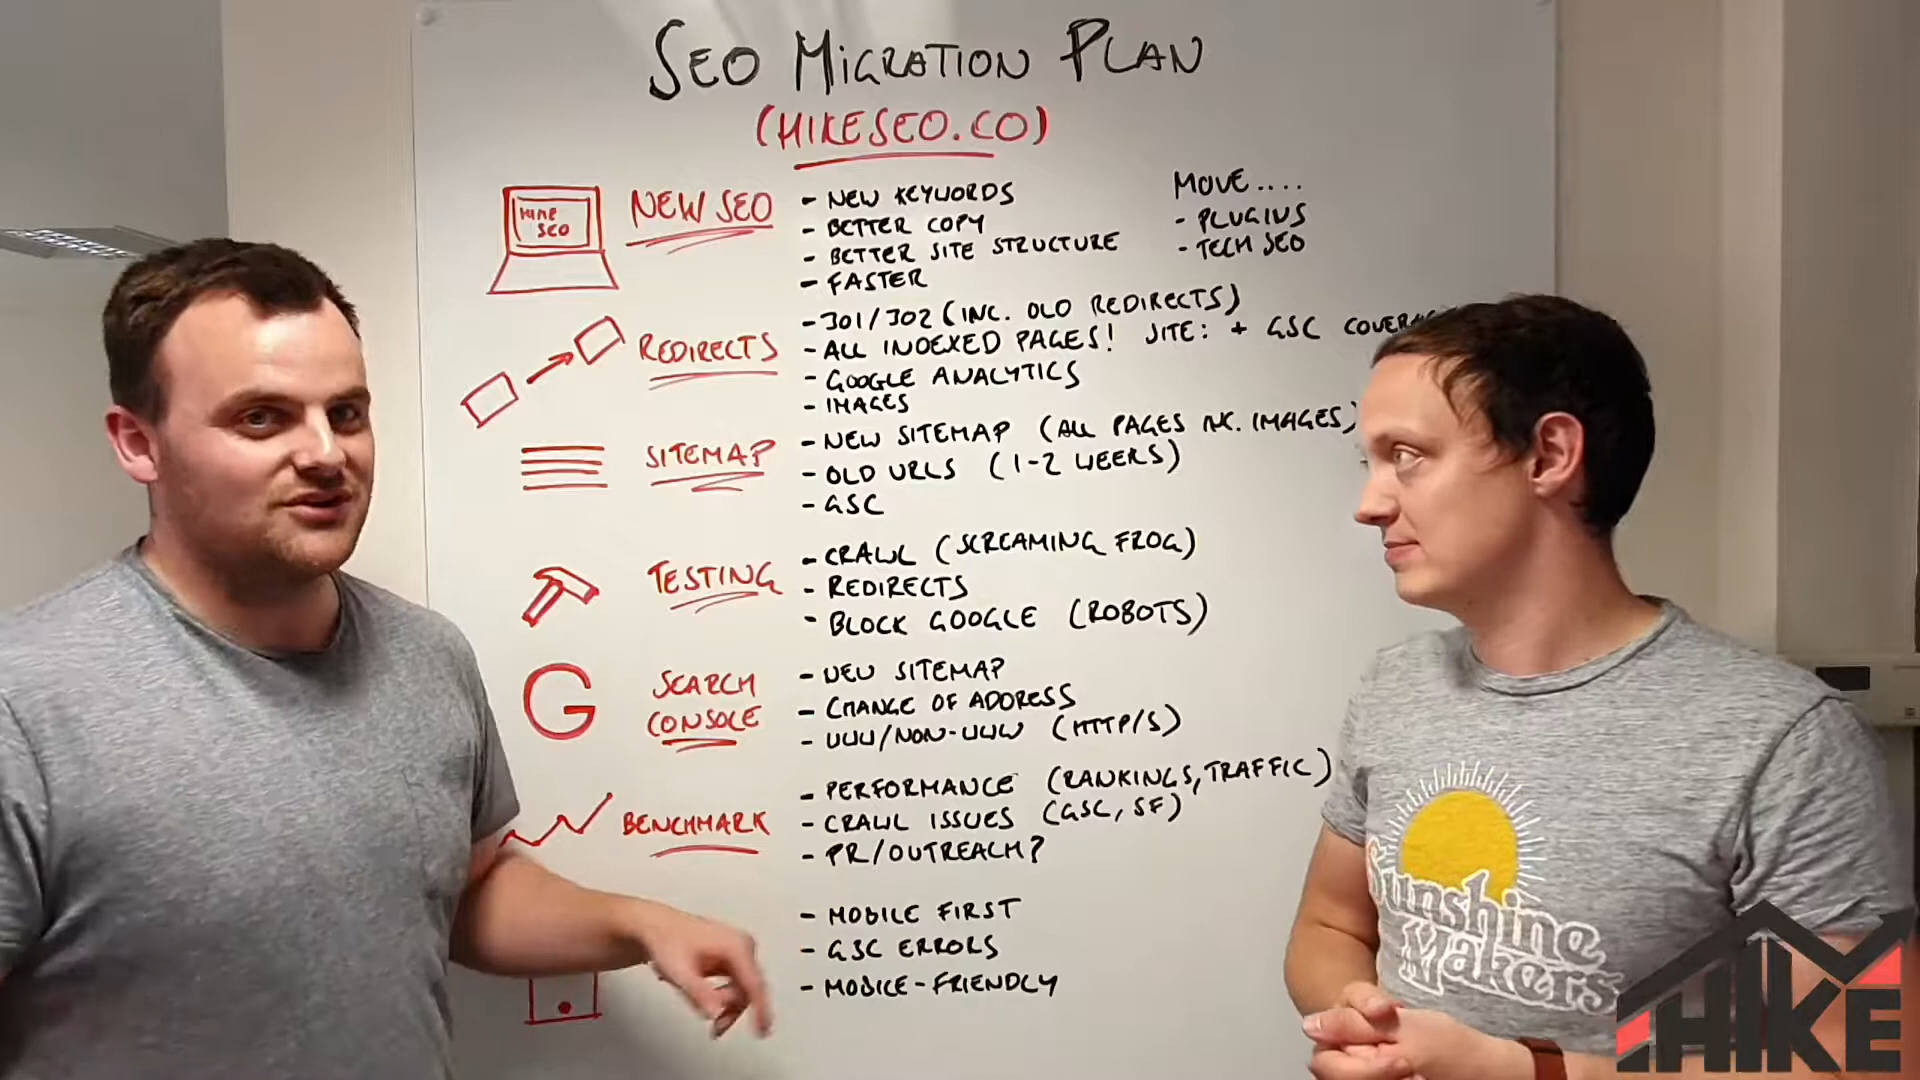 SEO MIGRATION PLAN
(HIKESEO.CO)
HIKE
SEO
NEW SEO
- NEW KEYWORDS
- BETTER COPY
- BETTER SITE STRUCTURE
- FASTER
MOVE....
- PLUGINS
- TECH SEO
REDIRECTS
- 301/302 (INC. OLD REDIRECTS)
- ALL INDEXED PAGES! SITE: + GSC
- GOOGLE ANALYTICS
- IMAGES
SITEMAP
- NEW SITEMAP (ALL PAGES INC. IMAGES)
- OLD URLS (1-2 WEEKS)
- GSC
TESTING
- CRAWL (SCREAMING FROG)
- REDIRECTS
- BLOCK GOOGLE (ROBOTS)
G
SEARCH
CONSOLE
- NEW SITEMAP
- CHANGE OF ADDRESS
- WWW/NON-WWW (HTTP/S)
BENCHMARK
- PERFORMANCE (RANKINGS, TRAFFIC)
- CRAWL ISSUES (GSC, SF)
- PR/OUTREACH?
- MOBILE FIRST
- GSC ERRORS
- MOBILE-FRIENDLY
Sunshine
Makers
HIKE